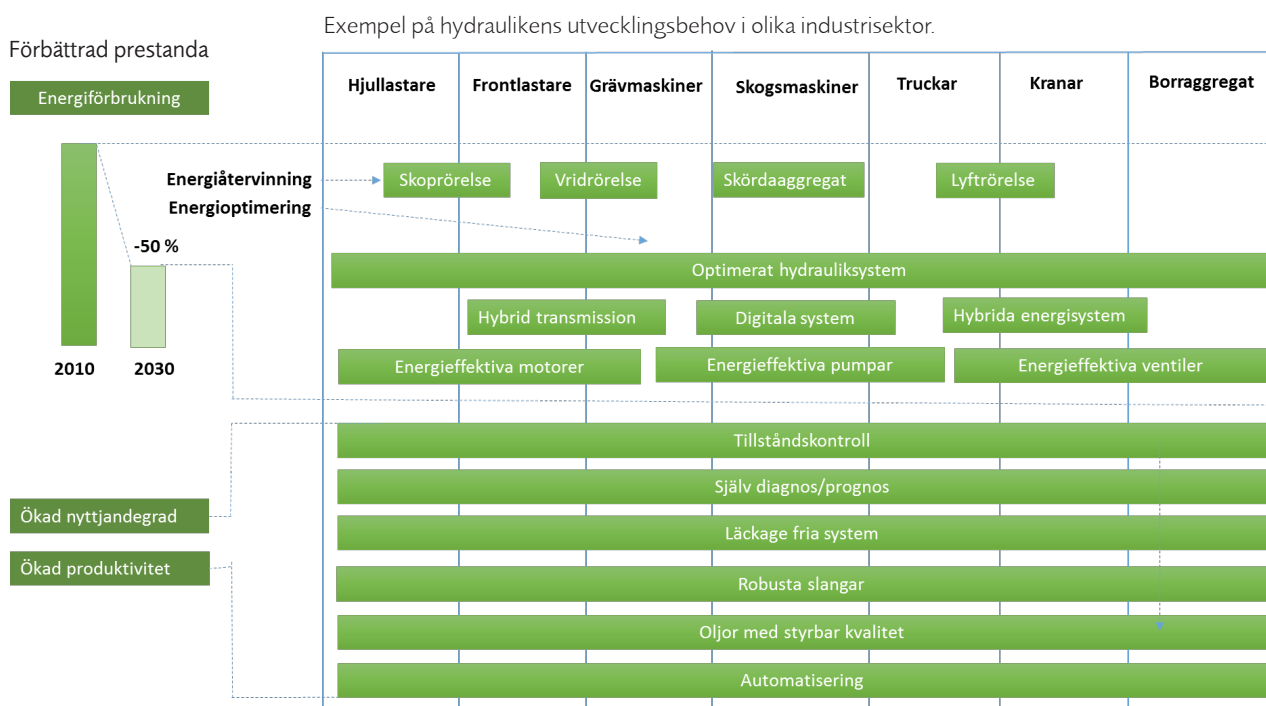 Exempel på hydraulikens utvecklingsbehov i olika industrisektor.
Förbättrad prestanda
Energiförbrukning
Hjullastare
Frontlastare
Grävmaskiner
Skogsmaskiner
Truckar
Kranar
Borraggregat
Energiåtervinning
Skoprörelse
Vridrörelse
Skördaaggregat
Lyftrörelse
Energioptimering
-50 %
2010
2030
Optimerat hydrauliksystem
Hybrid transmission
Digitala system
Hybrida energisystem
Energieffektiva motorer
Energieffektiva pumpar
Energieffektiva ventiler
Tillståndskontroll
Själv diagnos/prognos
Ökad nyttjandegrad
Läckage fria system
Ökad produktivitet
Robusta slangar
Oljor med styrbar kvalitet
Automatisering